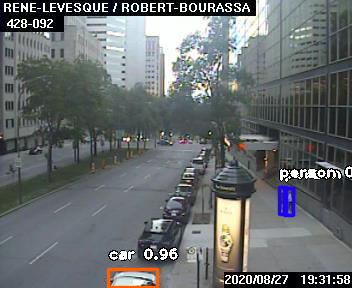 RENE-LEVESQUE / ROBERT-BOURASSA
428-092
person 0
car 0.96
2020/08/27 19:31:58